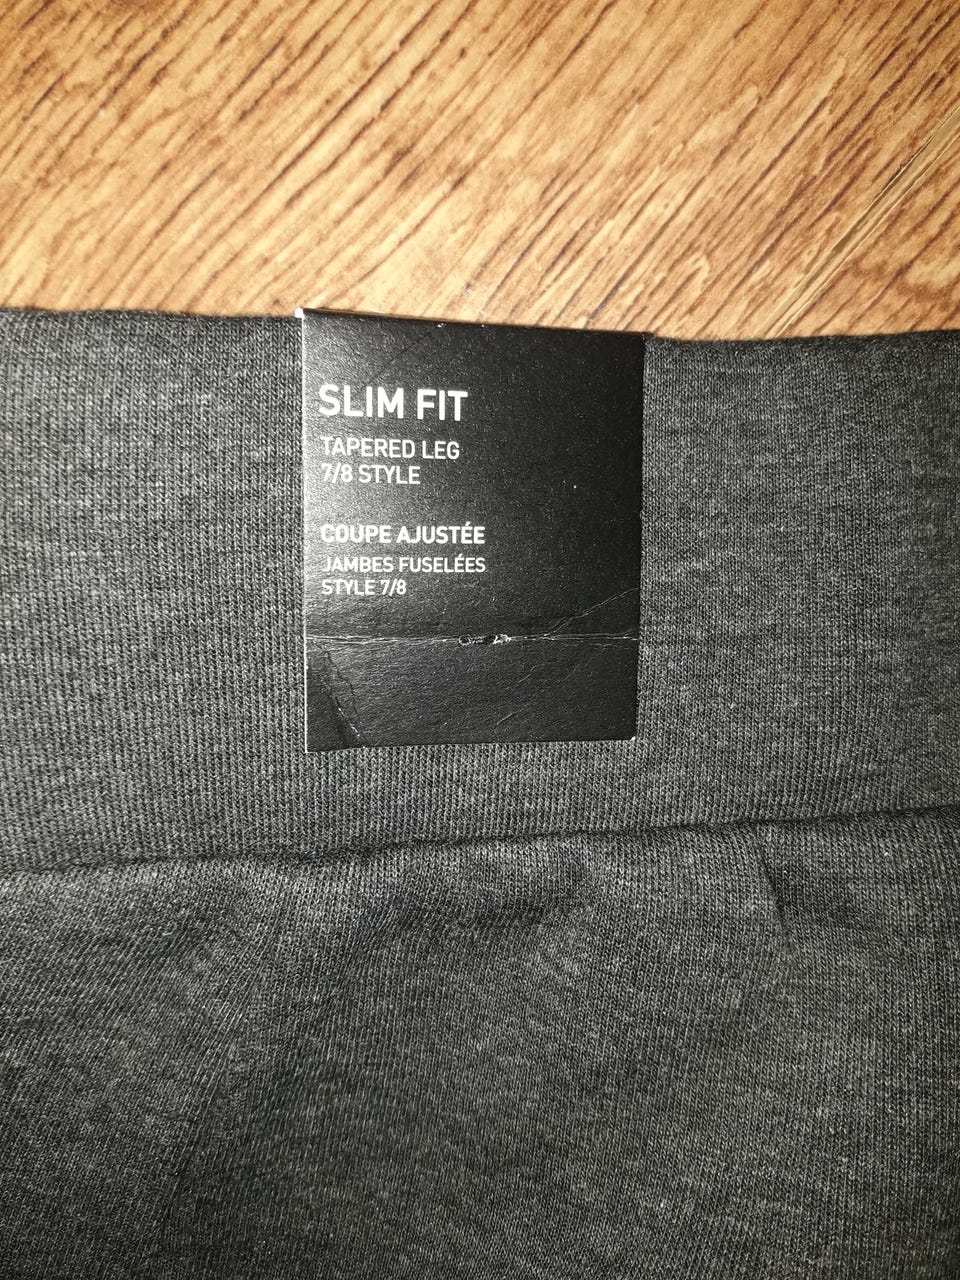 SLIM FIT
TAPERED LEG
7/8 STYLE
COUPE AJUSTÉE
JAMBES FUSELÉES
STYLE 7/8